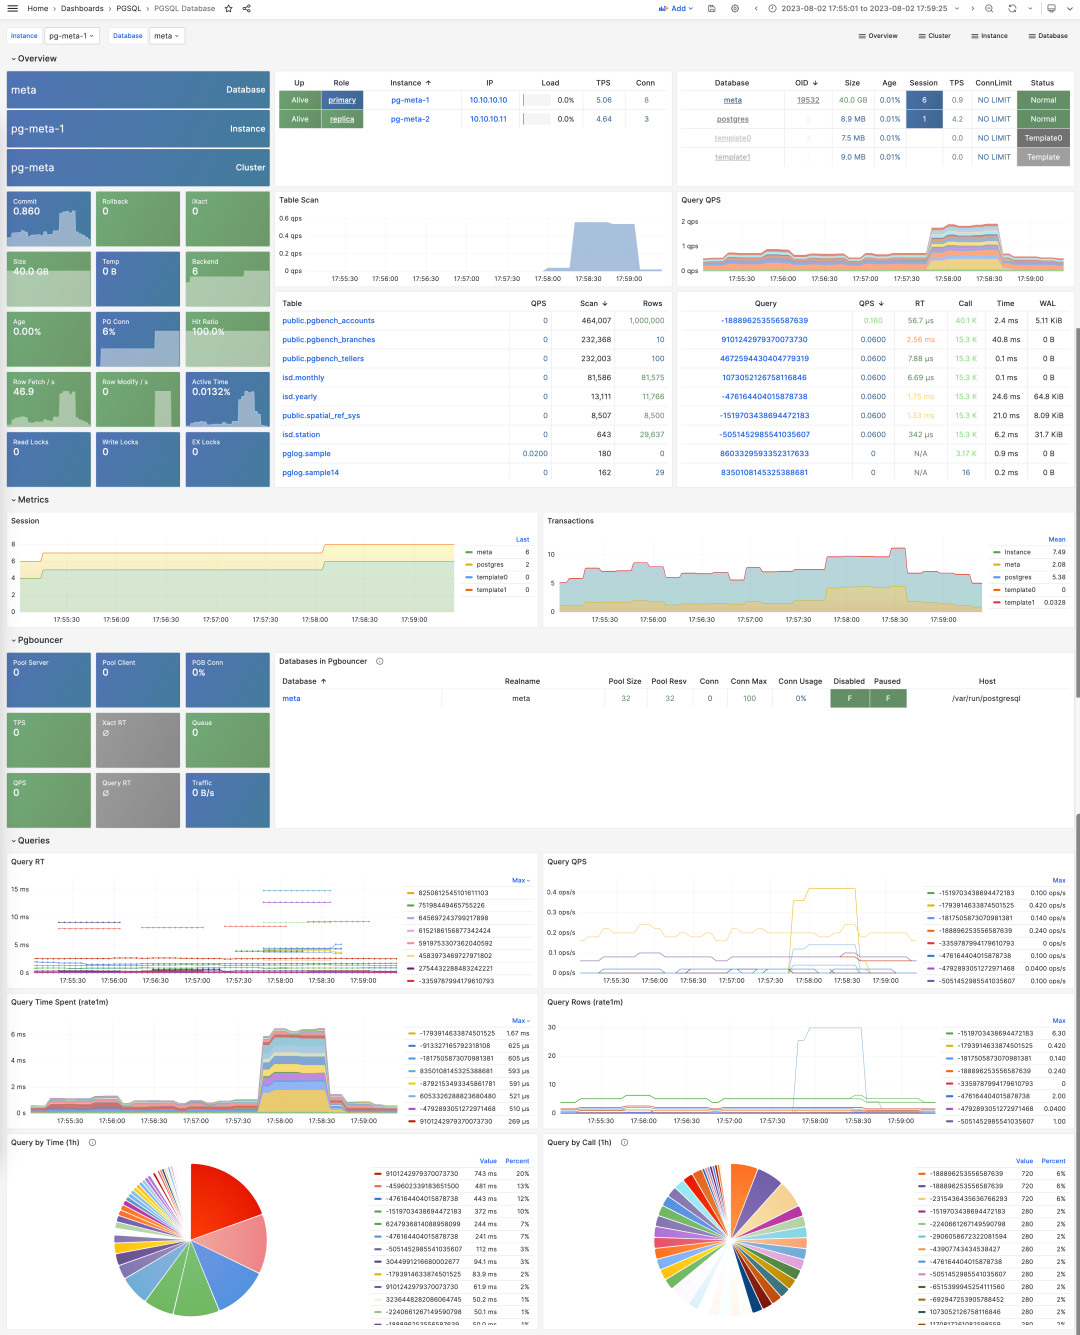 Home › Dashboards › PGSQL › PGSQL Database
Add
2023-08-02 17:55:01 to 2023-08-02 17:59:25
Instance pg-meta-1 Database meta
Overview Cluster Instance Database
Overview
meta Database
pg-meta-1 Instance
pg-meta Cluster
Up Role Instance ↑ IP Load TPS Conn
Alive primary pg-meta-1 10.10.10.10 0.0% 5.06 8
Alive replica pg-meta-2 10.10.10.11 0.0% 4.64 3
Database OID ↓ Size Age Session TPS ConnLimit Status
meta 19532 40.0 GB 0.01% 6 0.9 NO LIMIT Normal
postgres 8.9 MB 0.01% 1 4.2 NO LIMIT Normal
template0 7.5 MB 0.01% 0.0 NO LIMIT Template0
template1 9.0 MB 0.01% 0.0 NO LIMIT Template
Commit 0.860
Rollback 0
iXact 0
Size 40.0 GB
Temp 0 B
Backend 6
Age 0.00%
PG Conn 6%
Hit Ratio 100.0%
Row Fetch / s 46.9
Row Modify / s 0
Active Time 0.0132%
Read Locks 0
Write Locks 0
EX Locks 0
Table Scan
0.6 qps
0.4 qps
0.2 qps
0 qps
17:55:30 17:56:00 17:56:30 17:57:00 17:57:30 17:58:00 17:58:30 17:59:00
Query QPS
2 qps
1 qps
0 qps
17:55:30 17:56:00 17:56:30 17:57:00 17:57:30 17:58:00 17:58:30 17:59:00
Table QPS Scan ↓ Rows
public.pgbench_accounts 0 464,007 1,000,000
public.pgbench_branches 0 232,368 10
public.pgbench_tellers 0 232,003 100
isd.monthly 0 81,586 81,575
isd.yearly 0 13,111 11,766
public.spatial_ref_sys 0 8,507 8,500
isd.station 0 643 29,637
pglog.sample 0.0200 180 0
pglog.sample14 0 162 29
Query QPS ↓ RT Call Time WAL
-188896253556587639 0.160 56.7 µs 40.1 K 2.4 ms 5.11 KiB
9101242979370073730 0.0600 2.56 ms 15.3 K 40.8 ms 0 B
4672594430404779319 0.0600 7.88 µs 15.3 K 0.1 ms 0 B
1073052126758116846 0.0600 6.69 µs 15.3 K 0.1 ms 0 B
-476164404015878738 0.0600 1.75 ms 15.3 K 24.6 ms 64.8 KiB
-1519703438694472183 0.0600 1.33 ms 15.3 K 21.0 ms 8.09 KiB
-5051452985541035607 0.0600 342 µs 15.3 K 6.2 ms 31.7 KiB
8603329593352317633 0 N/A 3.17 K 0.9 ms 0 B
8350108145325388681 0 N/A 16 0.2 ms 0 B
Metrics
Session
8
6
4
2
0
17:55:30 17:56:00 17:56:30 17:57:00 17:57:30 17:58:00 17:58:30 17:59:00
Last
meta 6
postgres 2
template0 0
template1 0
Transactions
10
5
0
17:55:30 17:56:00 17:56:30 17:57:00 17:57:30 17:58:00 17:58:30 17:59:00
Mean
Instance 7.49
meta 2.08
postgres 5.38
template0 0
template1 0.0328
Pgbouncer
Pool Server 0
Pool Client 0
PGB Conn 0%
TPS 0
Xact RT ∅
Queue 0
QPS 0
Query RT ∅
Traffic 0 B/s
Databases in Pgbouncer
Database ↑ Realname Pool Size Pool Resv Conn Conn Max Conn Usage Disabled Paused Host
meta meta 32 32 0 100 0% F F /var/run/postgresql
Queries
Query RT
15 ms
10 ms
5 ms
0 s
17:55:30 17:56:00 17:56:30 17:57:00 17:57:30 17:58:00 17:58:30 17:59:00
Max
8250812545101611103
75198449465755226
645697243799217898
6152186156877342424
5919753307362040592
4583973469727971802
2754432288483242221
-3359787994179610793
Query QPS
0.4 ops/s
0.3 ops/s
0.2 ops/s
0.1 ops/s
0 ops/s
17:55:30 17:56:00 17:56:30 17:57:00 17:57:30 17:58:00 17:58:30 17:59:00
Max
-1519703438694472183 0.100 ops/s
-1793914633874501525 0.420 ops/s
-1817505873070981381 0.140 ops/s
-188896253556587639 0.240 ops/s
-3359787994179610793 0 ops/s
-476164404015878738 0.100 ops/s
-4792893051272971468 0.0400 ops/s
-5051452985541035607 0.100 ops/s
Query Time Spent (rate1m)
6 ms
4 ms
2 ms
0 s
17:55:30 17:56:00 17:56:30 17:57:00 17:57:30 17:58:00 17:58:30 17:59:00
Max
-1793914633874501525 1.67 ms
-913327165792318108 625 µs
-1817505873070981381 605 µs
8350108145325388681 593 µs
-8792153493345861781 591 µs
6053326288823680480 521 µs
-4792893051272971468 510 µs
9101242979370073730 269 µs
Query Rows (rate1m)
30
20
10
0
17:55:30 17:56:00 17:56:30 17:57:00 17:57:30 17:58:00 17:58:30 17:59:00
Max
-1519703438694472183 6.30
-1793914633874501525 0.420
-1817505873070981381 0.140
-188896253556587639 0.240
-3359787994179610793 0
-476164404015878738 2.00
-4792893051272971468 0.0400
-5051452985541035607 1.00
Query by Time (1h)
Value Percent
9101242979370073730 743 ms 20%
-459602339183651500 481 ms 13%
-476164404015878738 443 ms 12%
-1519703438694472183 372 ms 10%
6247936814088958099 244 ms 7%
-476164404015878738 241 ms 7%
-5051452985541035607 112 ms 3%
3044991216680002677 94.1 ms 3%
-1793914633874501525 83.9 ms 2%
9101242979370073730 61.9 ms 2%
3236448282086064745 50.2 ms 1%
-2240661267149590798 50.1 ms 1%
-188896253556587639 50.0 ms 1%
Query by Call (1h)
Value Percent
-188896253556587639 720 6%
-188896253556587639 720 6%
-2315436435636766293 720 6%
-1519703438694472183 280 2%
-2240661267149590798 280 2%
-2906058672322081594 280 2%
-43907743434538427 280 2%
-476164404015878738 280 2%
-5051452985541035607 280 2%
-6515399945254111560 280 2%
-692947253905788452 280 2%
1073052126758116846 280 2%
280 2%